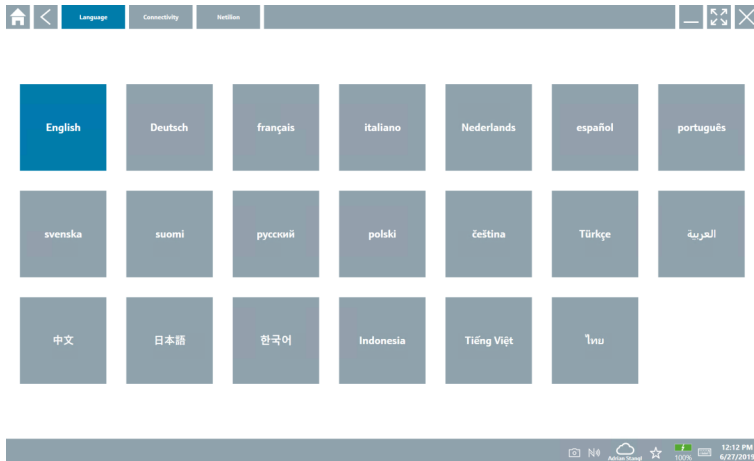 Language Connectivity Netilion
English Deutsch français italiano Nederlands español português
svenska suomi русский polski čeština Türkçe العربية
中文 日本語 한국어 Indonesia Tiếng Việt ไทย
12:12 PM
Adrian Stangl 100% 6/27/2019